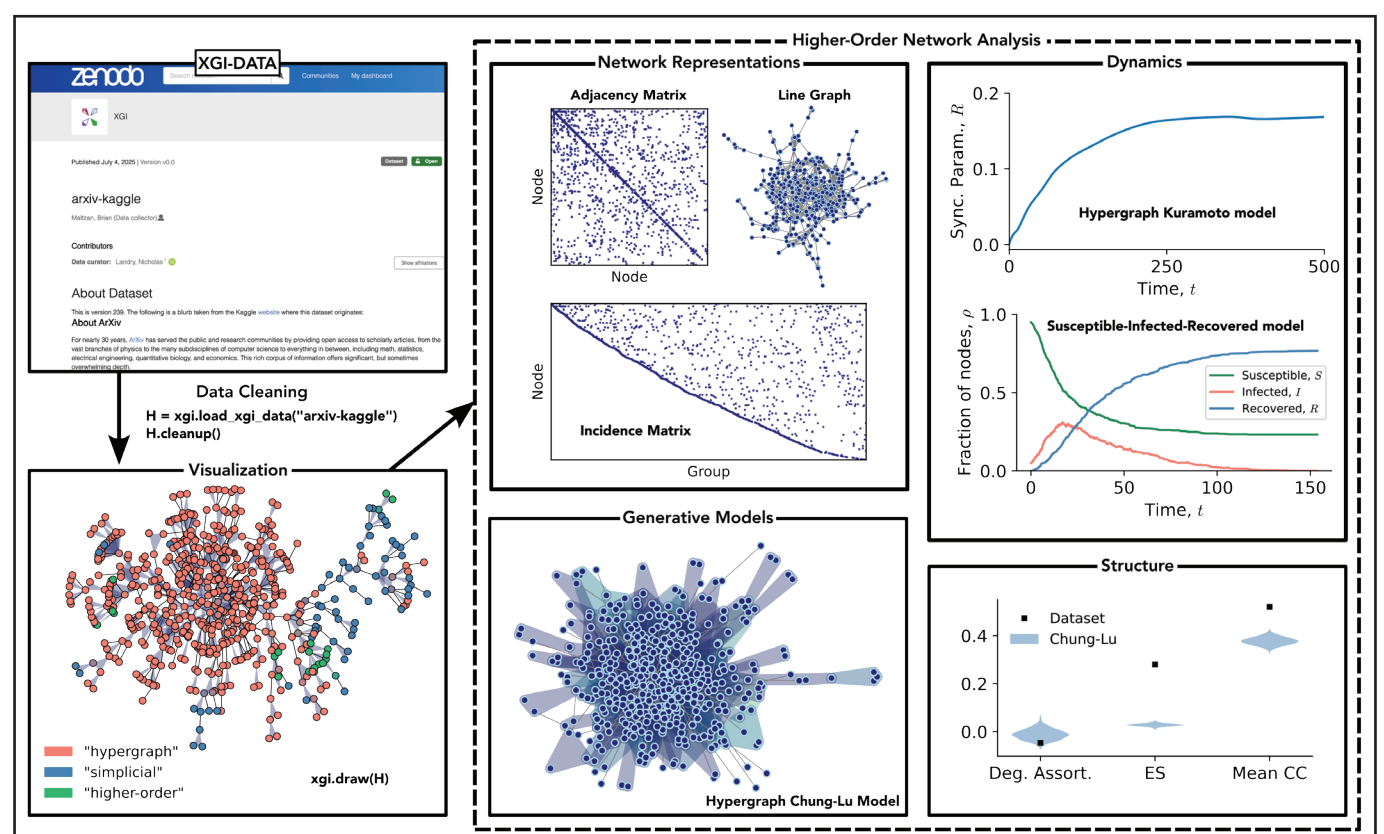 Higher-Order Network Analysis
XGI-DATA
zenodo
Search
Communities
My dashboard
XGI
Published July 4, 2025 | Version v0.0
Dataset
Open
arxiv-kaggle
Maltzan, Brian (Data collector)
Contributors
Data curator: Landry, Nicholas 1
Show affiliations
About Dataset
This is version 239. The following is a blurb taken from the Kaggle website where this dataset originates:
About ArXiv
For nearly 30 years, ArXiv has served the public and research communities by providing open access to scholarly articles, from the
vast branches of physics to the many subdisciplines of computer science to everything in between, including math, statistics,
electrical engineering, quantitative biology, and economics. This rich corpus of information offers significant, but sometimes
overwhelming depth.
Data Cleaning
H = xgi.load_xgi_data("arxiv-kaggle")
H.cleanup()
Visualization
"hypergraph"
"simplicial"
"higher-order"
xgi.draw(H)
Network Representations
Adjacency Matrix
Node
Node
Line Graph
Node
Incidence Matrix
Group
Generative Models
Hypergraph Chung-Lu Model
Dynamics
Sync. Param., R
0.2
0.1
0.0
Hypergraph Kuramoto model
0 250 500
Time, t
Fraction of nodes, ρ
1.0
0.5
0.0
Susceptible-Infected-Recovered model
Susceptible, S
Infected, I
Recovered, R
0 50 100 150
Time, t
Structure
Dataset
Chung-Lu
0.4
0.2
0.0
Deg. Assort. ES Mean CC